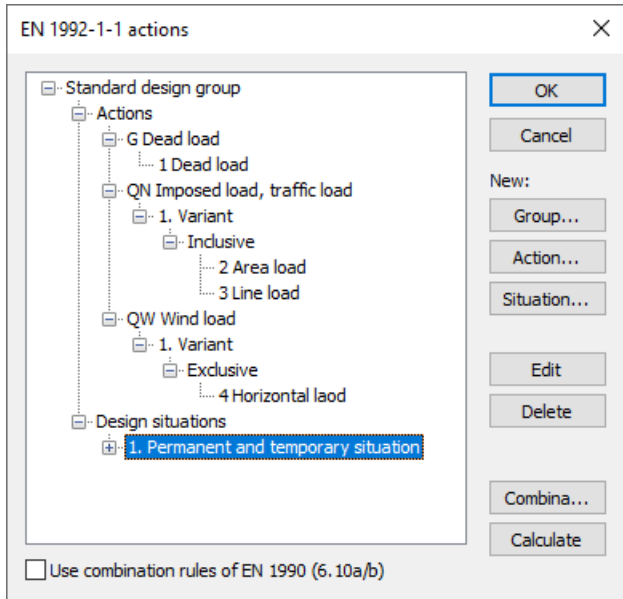 EN 1992-1-1 actions
Standard design group
Actions
G Dead load
1 Dead load
QN Imposed load, traffic load
1. Variant
Inclusive
2 Area load
3 Line load
QW Wind load
1. Variant
Exclusive
4 Horizontal laod
Design situations
1. Permanent and temporary situation
Use combination rules of EN 1990 (6.10a/b)
OK
Cancel
New:
Group...
Action...
Situation...
Edit
Delete
Combina...
Calculate